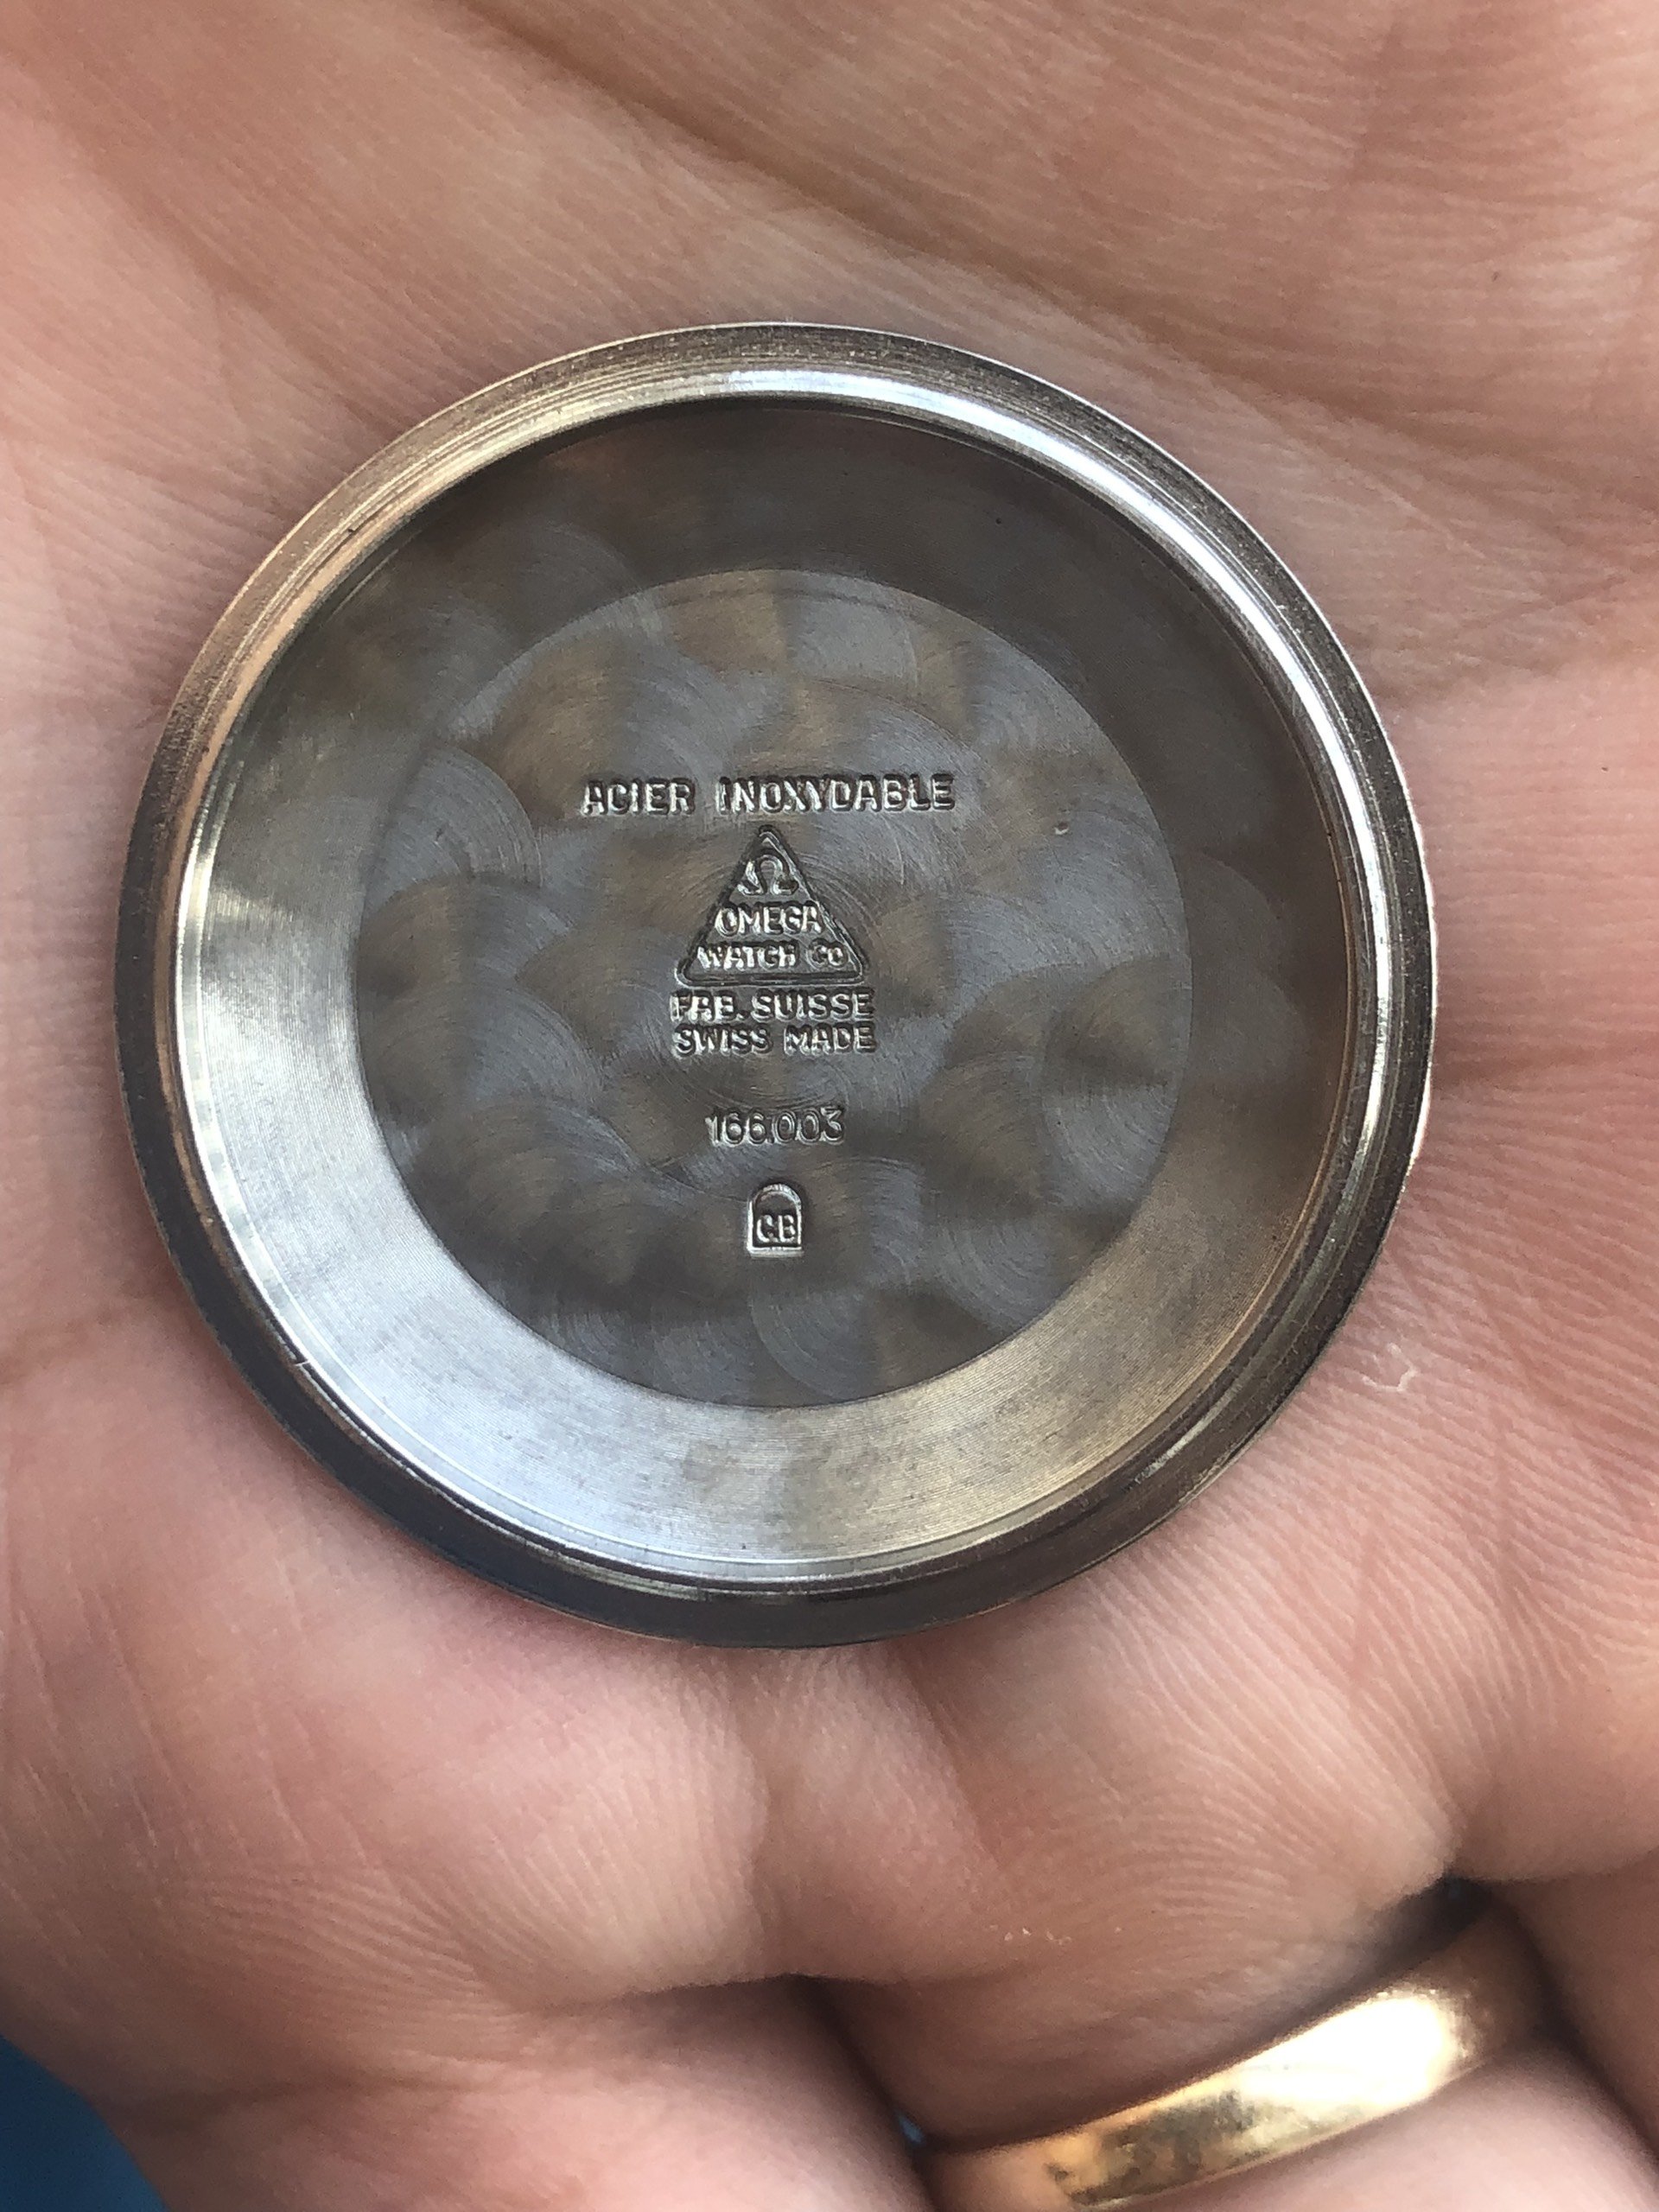 ACIER INOXYDABLE
Ω
OMEGA
WATCH Co
FAB. SUISSE
SWISS MADE
166.003
CB